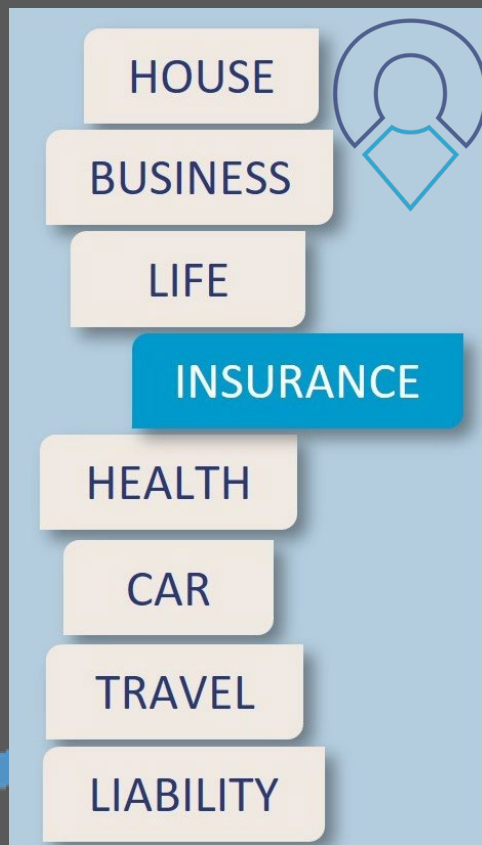 HOUSE
BUSINESS
LIFE
INSURANCE
HEALTH
CAR
TRAVEL
LIABILITY